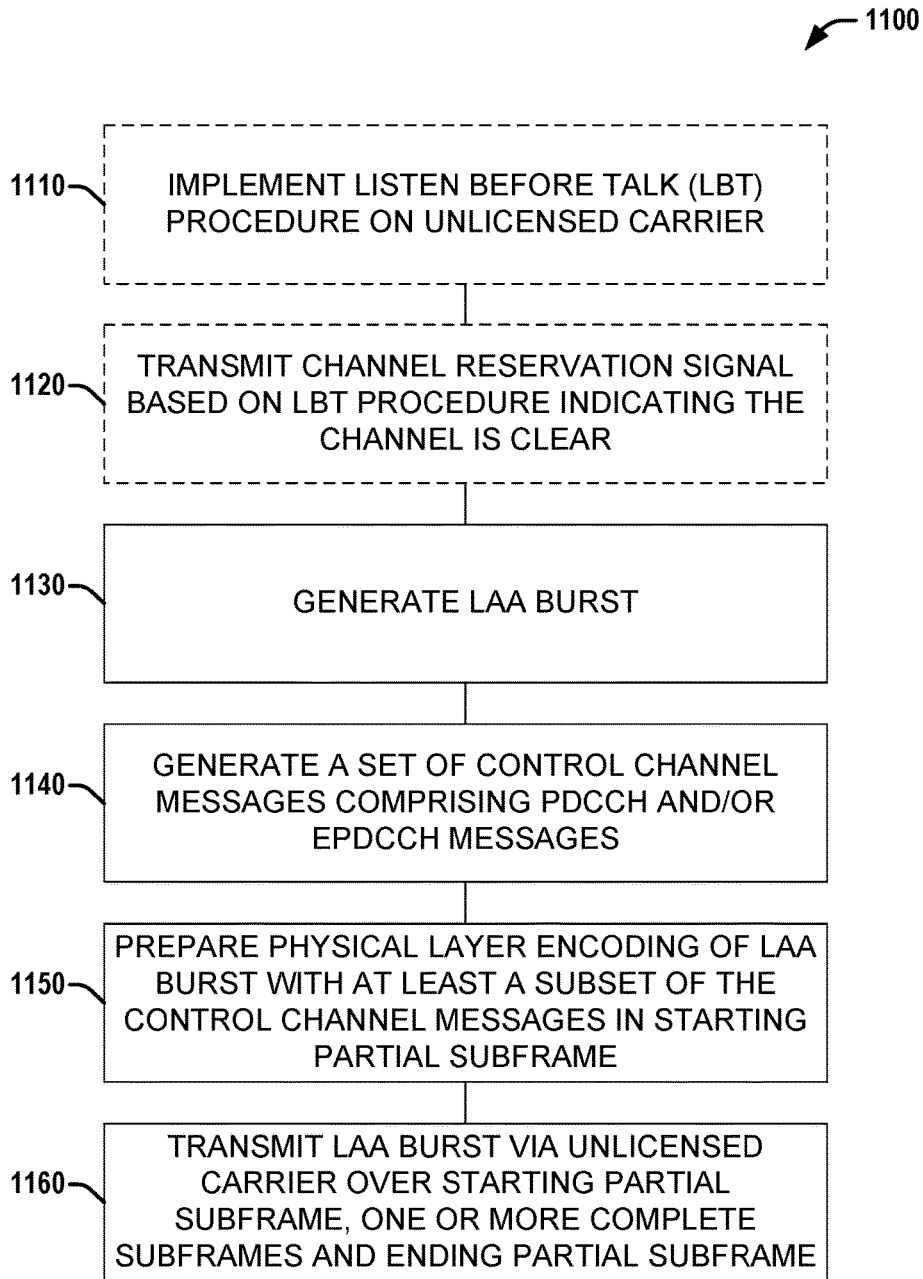 1100
1110
IMPLEMENT LISTEN BEFORE TALK (LBT)
PROCEDURE ON UNLICENSED CARRIER
1120
TRANSMIT CHANNEL RESERVATION SIGNAL
BASED ON LBT PROCEDURE INDICATING THE
CHANNEL IS CLEAR
1130
GENERATE LAA BURST
1140
GENERATE A SET OF CONTROL CHANNEL
MESSAGES COMPRISING PDCCH AND/OR
EPDCCH MESSAGES
1150
PREPARE PHYSICAL LAYER ENCODING OF LAA
BURST WITH AT LEAST A SUBSET OF THE
CONTROL CHANNEL MESSAGES IN STARTING
PARTIAL SUBFRAME
1160
TRANSMIT LAA BURST VIA UNLICENSED
CARRIER OVER STARTING PARTIAL
SUBFRAME, ONE OR MORE COMPLETE
SUBFRAMES AND ENDING PARTIAL SUBFRAME